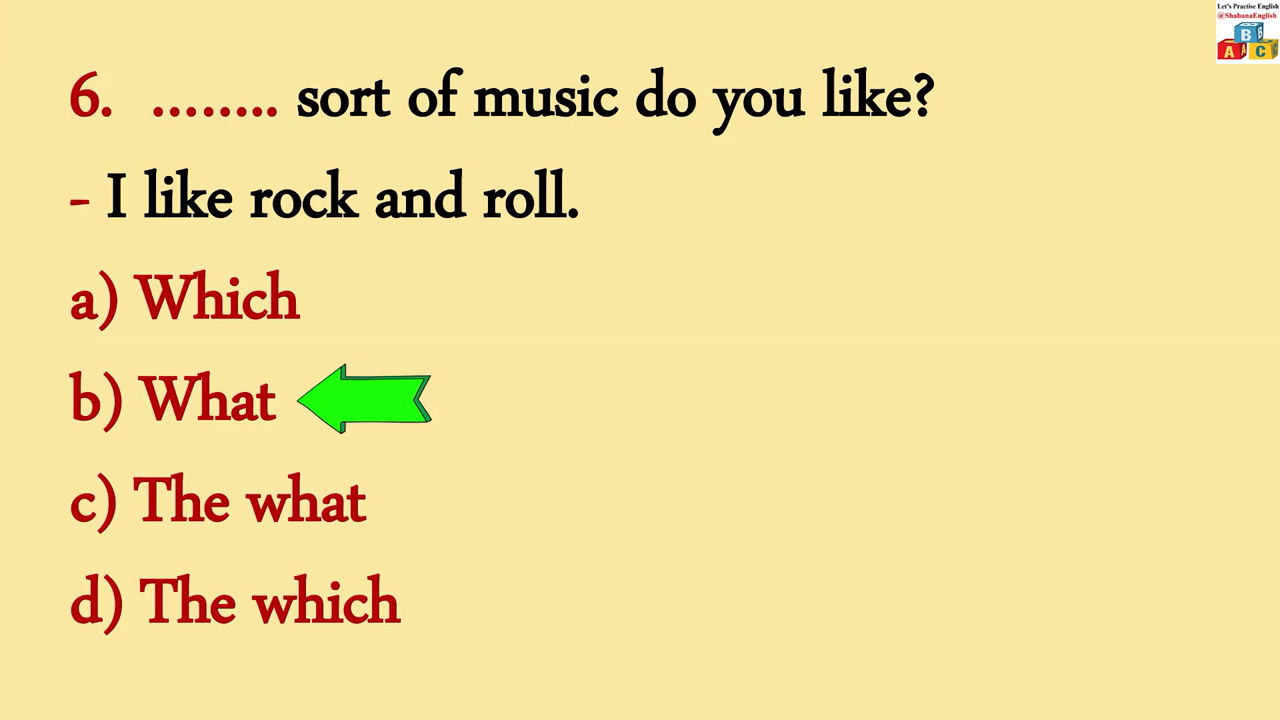 Let's Practise English
@ShabanaEnglish
B
A
C
6. ........ sort of music do you like?
- I like rock and roll.
a) Which
b) What
c) The what
d) The which